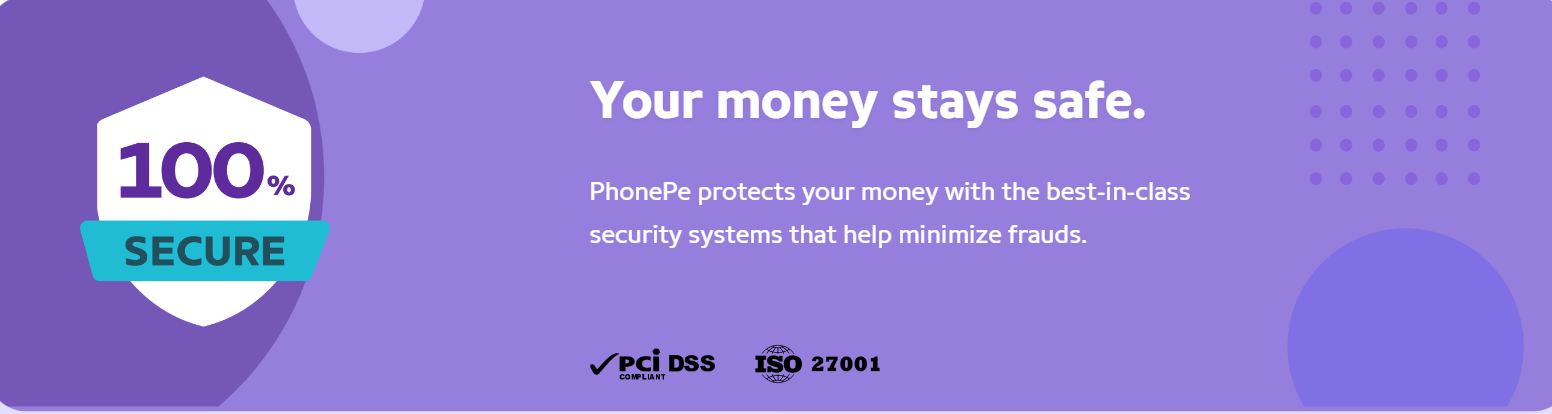 100%
SECURE
Your money stays safe.
PhonePe protects your money with the best-in-class
security systems that help minimize frauds.
PCi DSS
COMPLIANT
ISO 27001